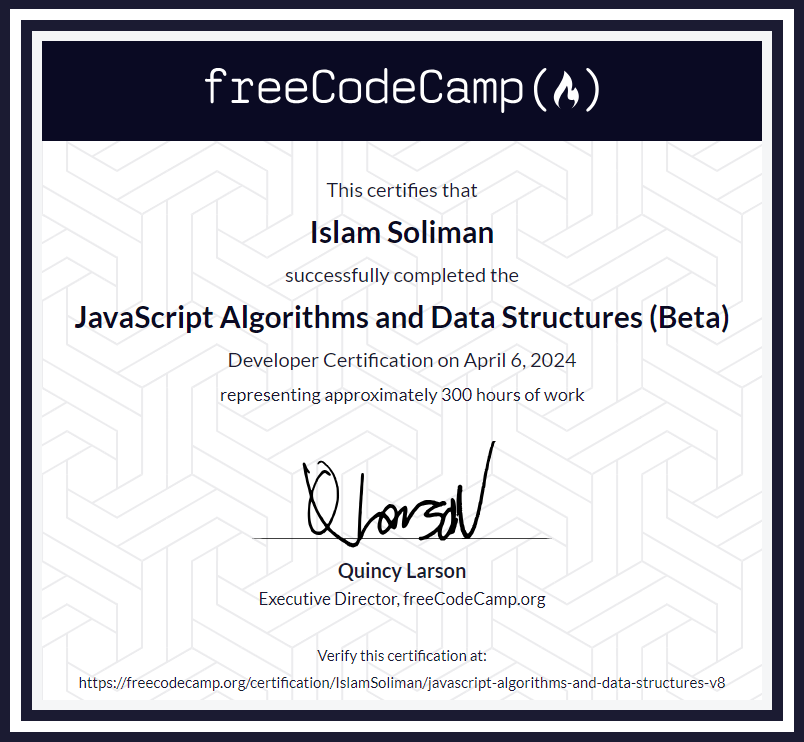 freeCodeCamp(🔥)
This certifies that
Islam Soliman
successfully completed the
JavaScript Algorithms and Data Structures (Beta)
Developer Certification on April 6, 2024
representing approximately 300 hours of work
Q Larson
Quincy Larson
Executive Director, freeCodeCamp.org
Verify this certification at:
https://freecodecamp.org/certification/IslamSoliman/javascript-algorithms-and-data-structures-v8